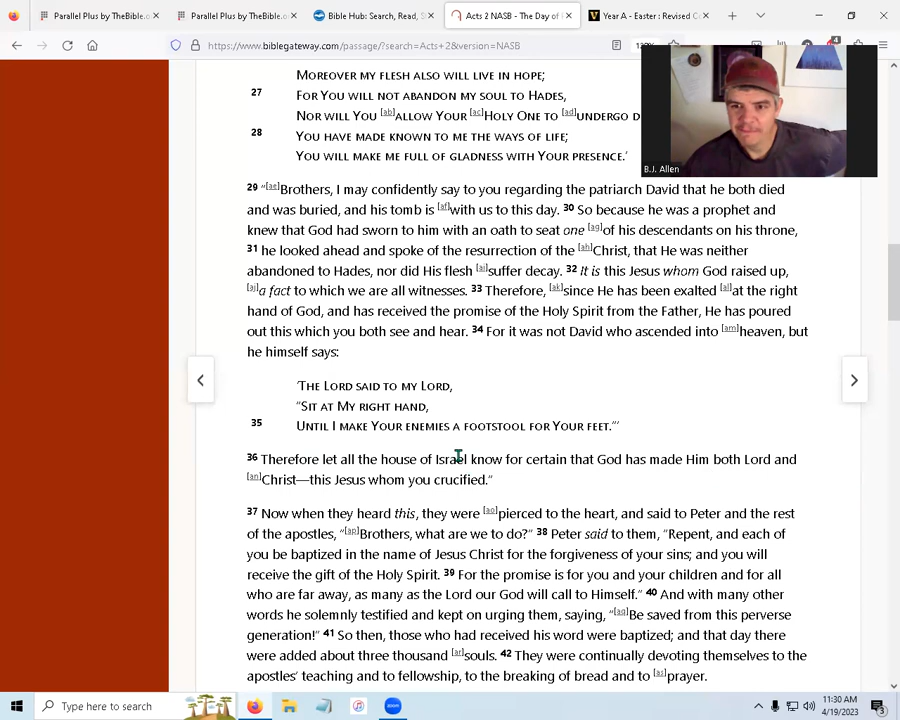 Parallel Plus by TheBible.or
Parallel Plus by TheBible.or
Bible Hub: Search, Read, S
Acts 2 NASB - The Day of
Year A - Easter : Revised C
https://www.biblegateway.com/passage/?search=Acts+2&version=NASB
B.J. Allen
Moreover my flesh also will live in hope;
27 For You will not abandon my soul to Hades,
Nor will You [ab]allow Your [ac]Holy One to [ad]undergo d
28 You have made known to me the ways of life;
You will make me full of gladness with Your presence.’
29 “[ae]Brothers, I may confidently say to you regarding the patriarch David that he both died
and was buried, and his tomb is [af]with us to this day. 30 So because he was a prophet and
knew that God had sworn to him with an oath to seat one [ag]of his descendants on his throne,
31 he looked ahead and spoke of the resurrection of the [ah]Christ, that He was neither
abandoned to Hades, nor did His flesh [ai]suffer decay. 32 It is this Jesus whom God raised up,
[aj]a fact to which we are all witnesses. 33 Therefore, [ak]since He has been exalted [al]at the right
hand of God, and has received the promise of the Holy Spirit from the Father, He has poured
out this which you both see and hear. 34 For it was not David who ascended into [am]heaven, but
he himself says:
‘The Lord said to my Lord,
“Sit at My right hand,
35 Until I make Your enemies a footstool for Your feet.”’
36 Therefore let all the house of Israel know for certain that God has made Him both Lord and
[an]Christ—this Jesus whom you crucified.”
37 Now when they heard this, they were [ao]pierced to the heart, and said to Peter and the rest
of the apostles, “[ap]Brothers, what are we to do?” 38 Peter said to them, “Repent, and each of
you be baptized in the name of Jesus Christ for the forgiveness of your sins; and you will
receive the gift of the Holy Spirit. 39 For the promise is for you and your children and for all
who are far away, as many as the Lord our God will call to Himself.” 40 And with many other
words he solemnly testified and kept on urging them, saying, “[aq]Be saved from this perverse
generation!” 41 So then, those who had received his word were baptized; and that day there
were added about three thousand [ar]souls. 42 They were continually devoting themselves to the
apostles’ teaching and to fellowship, to the breaking of bread and to [as]prayer.
Type here to search
11:30 AM
4/19/2023